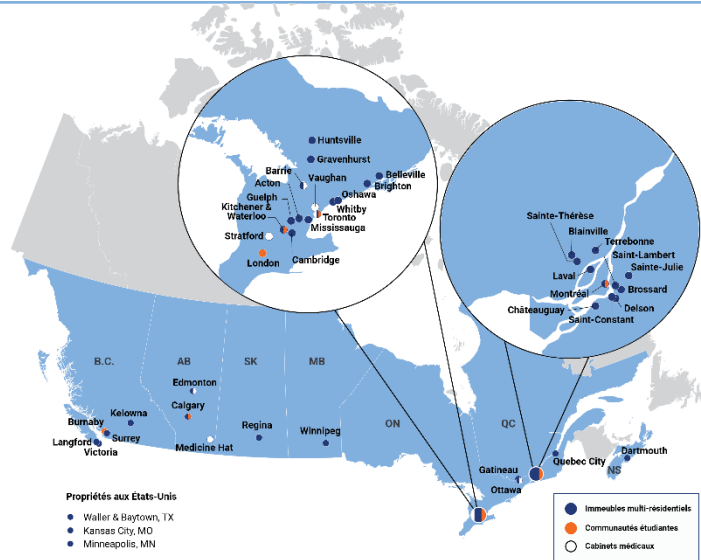 Huntsville
Gravenhurst
Barrie
Vaughan
Belleville
Acton
Brighton
Guelph
Oshawa
Kitchener &
Waterloo
Whitby
Toronto
Mississauga
Stratford
London
Cambridge
Sainte-Thérèse
Blainville
Terrebonne
Saint-Lambert
Sainte-Julie
Laval
Montréal
Brossard
Châteauguay
Delson
Saint-Constant
B.C.
AB
SK
MB
ON
QC
NS
Edmonton
Calgary
Kelowna
Burnaby
Surrey
Langford
Victoria
Medicine Hat
Regina
Winnipeg
Gatineau
Ottawa
Quebec City
Dartmouth
Propriétés aux États-Unis
Waller & Baytown, TX
Kansas City, MO
Minneapolis, MN
Immeubles multi-résidentiels
Communautés étudiantes
Cabinets médicaux